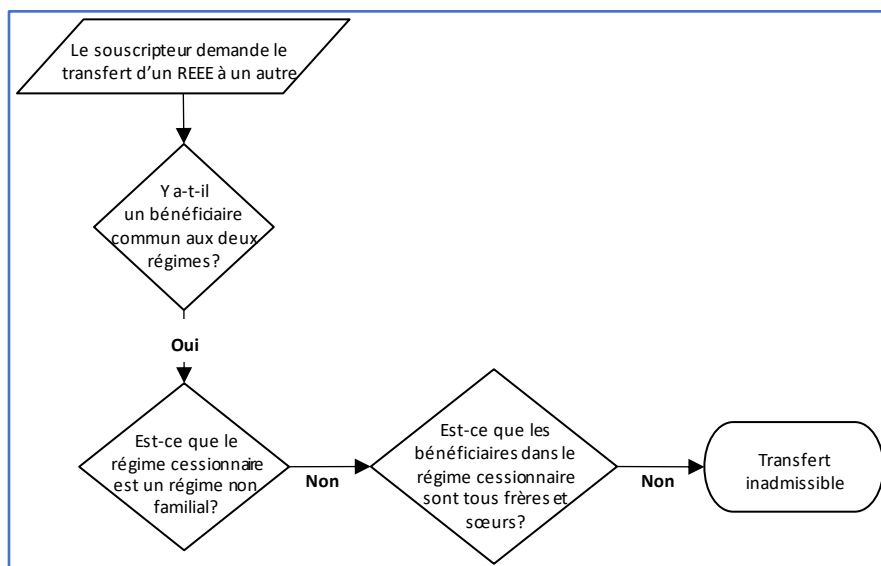 Le souscripteur demande le
transfert d'un REEE à un autre
Y a-t-il
un bénéficiaire
commun aux deux
régimes?
Oui
Est-ce que le
régime cessionnaire
est un régime non
familial?
Non
Est-ce que les
bénéficiaires dans le
régime cessionnaire
sont tous frères et
sœurs?
Non
Transfert
inadmissible